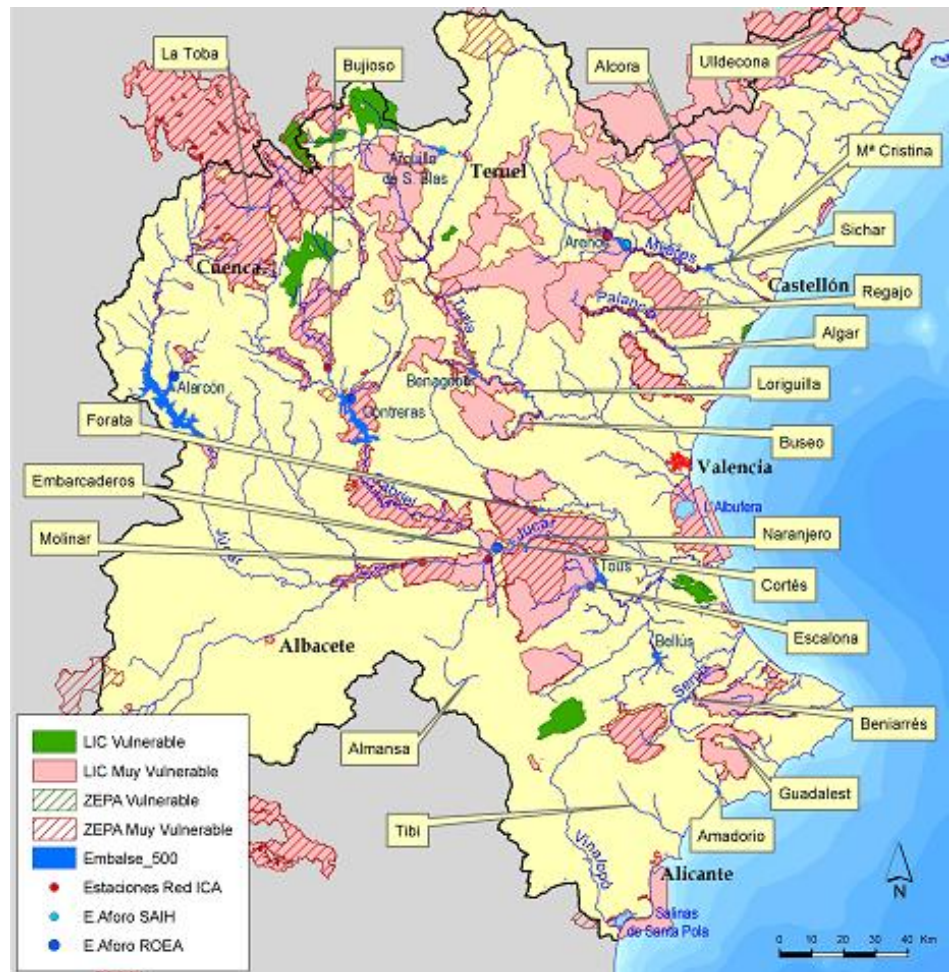 La Toba
Bujioso
Alcora
Ulldecona
Mª Cristina
Arquillo
de S. Blas
Teruel
Sichar
Arenós
Mijares
Cuenca
Castellón
Regajo
Palancia
Algar
Turia
Alarcón
Benagéber
Loriguilla
Contreras
Forata
Buseo
Valencia
Embarcaderos
L'Albufera
Cabriel
Júcar
Naranjero
Molinar
Júcar
Tous
Cortés
Albacete
Escalona
Bellús
Serpis
Beniarrés
Almansa
Guadalest
Tibi
Amadorio
Vinalopó
Alicante
Salinas
de Santa Pola
LIC Vulnerable
LIC Muy Vulnerable
ZEPA Vulnerable
ZEPA Muy Vulnerable
Embalse_500
Estaciones Red ICA
E.Aforo SAIH
E.Aforo ROEA
N
0 10 20 30 40 Km